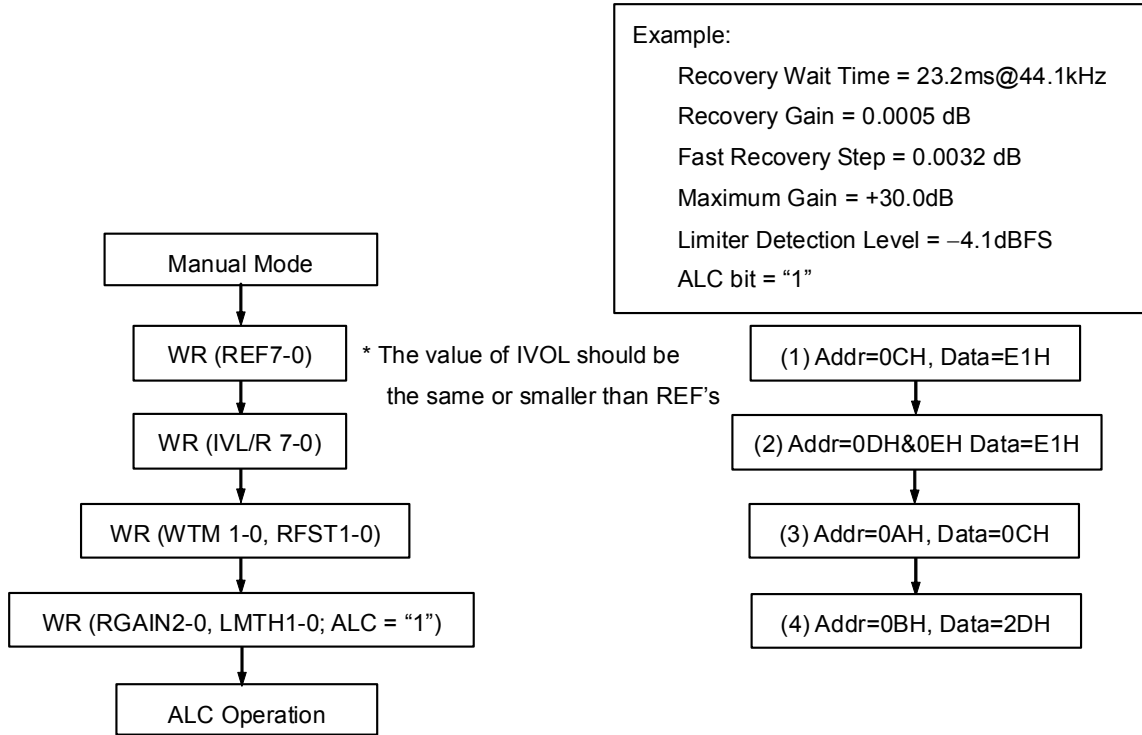 Example:
Recovery Wait Time = 23.2ms@44.1kHz
Recovery Gain = 0.0005 dB
Fast Recovery Step = 0.0032 dB
Maximum Gain = +30.0dB
Limiter Detection Level = −4.1dBFS
ALC bit = “1”
Manual Mode
WR (REF7-0)
* The value of IVOL should be
the same or smaller than REF’s
WR (IVL/R 7-0)
WR (WTM 1-0, RFST1-0)
WR (RGAIN2-0, LMTH1-0; ALC = “1”)
ALC Operation
(1) Addr=0CH, Data=E1H
(2) Addr=0DH&0EH Data=E1H
(3) Addr=0AH, Data=0CH
(4) Addr=0BH, Data=2DH